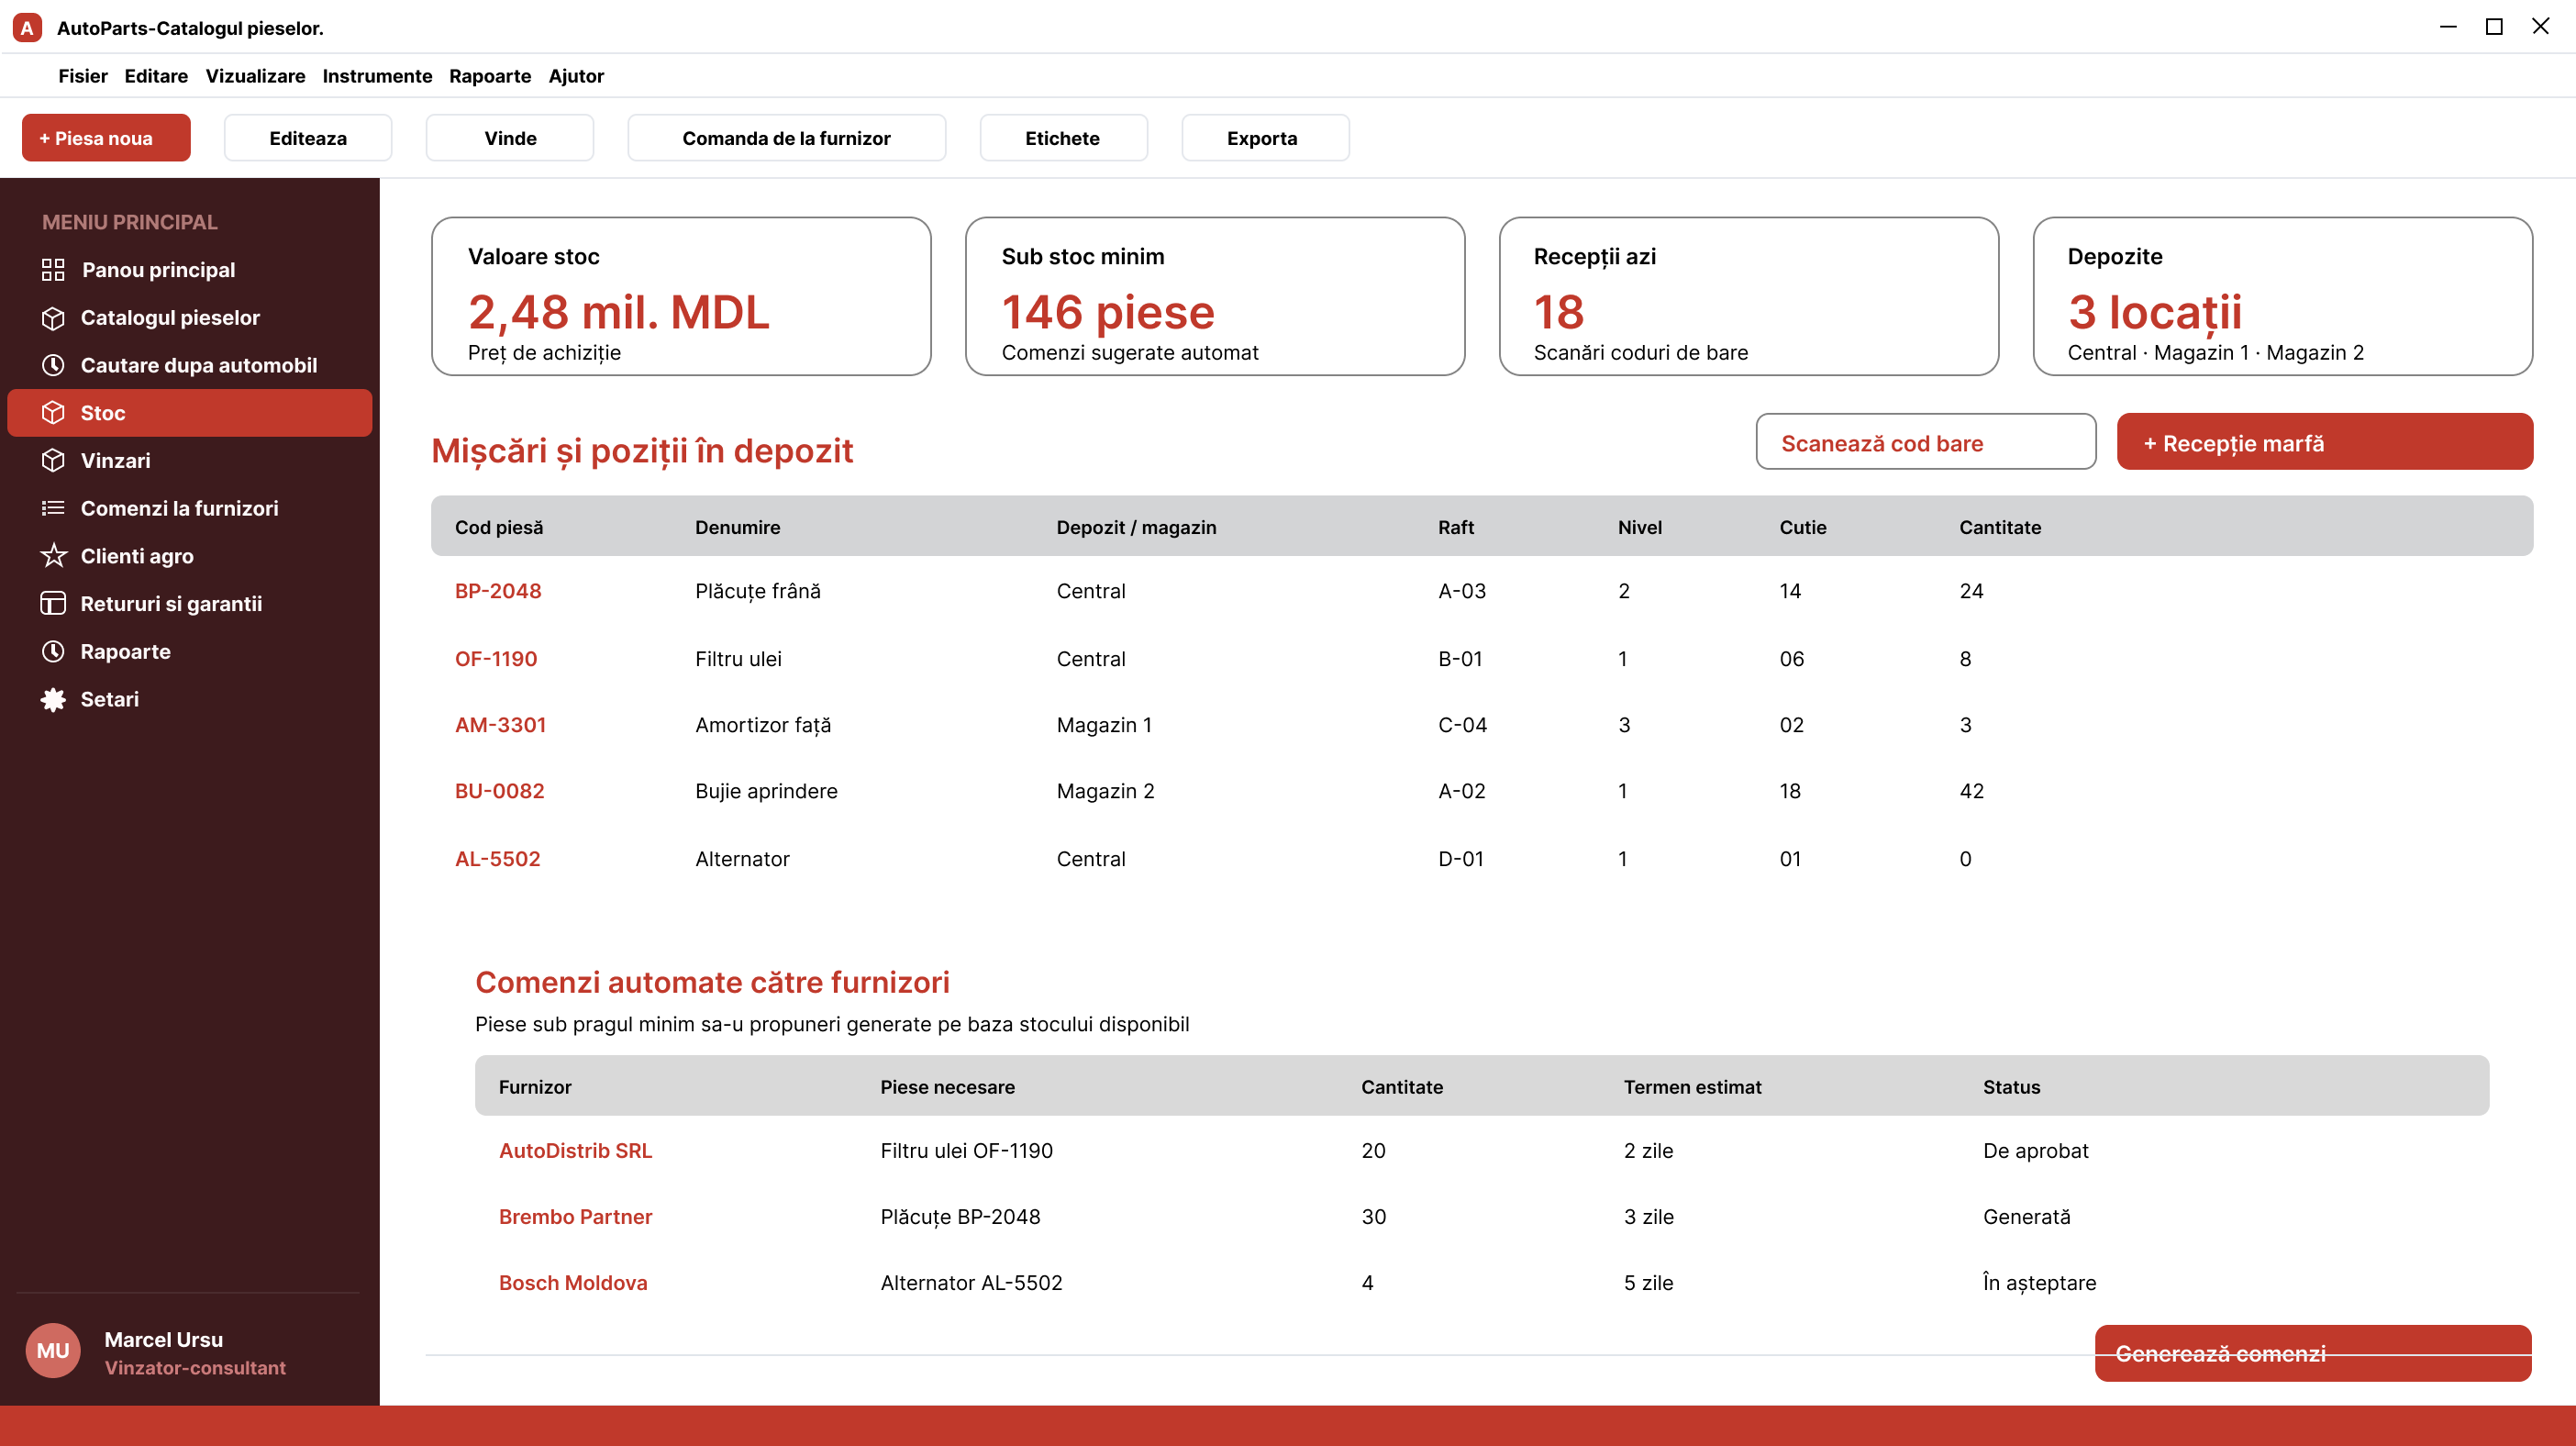 A AutoParts-Catalogul pieselor.
Fisier Editare Vizualizare Instrumente Rapoarte Ajutor
+ Piesa noua Editeaza Vinde Comanda de la furnizor Etichete Exporta
MENIU PRINCIPAL
Panou principal
Catalogul pieselor
Cautare dupa automobil
Stoc
Vinzari
Comenzi la furnizori
Clienti agro
Retururi si garantii
Rapoarte
Setari
MU
Marcel Ursu
Vinzator-consultant
Valoare stoc
2,48 mil. MDL
Preț de achiziție
Sub stoc minim
146 piese
Comenzi sugerate automat
Recepții azi
18
Scanări coduri de bare
Depozite
3 locații
Central · Magazin 1 · Magazin 2
Mișcări și poziții în depozit
Scanează cod bare
+ Recepție marfă
Cod piesă Denumire Depozit / magazin Raft Nivel Cutie Cantitate
BP-2048 Plăcuțe frână Central A-03 2 14 24
OF-1190 Filtru ulei Central B-01 1 06 8
AM-3301 Amortizor față Magazin 1 C-04 3 02 3
BU-0082 Bujie aprindere Magazin 2 A-02 1 18 42
AL-5502 Alternator Central D-01 1 01 0
Comenzi automate către furnizori
Piese sub pragul minim sa-u propuneri generate pe baza stocului disponibil
Furnizor Piese necesare Cantitate Termen estimat Status
AutoDistrib SRL Filtru ulei OF-1190 20 2 zile De aprobat
Brembo Partner Plăcuțe BP-2048 30 3 zile Generată
Bosch Moldova Alternator AL-5502 4 5 zile În așteptare
Generează comenzi